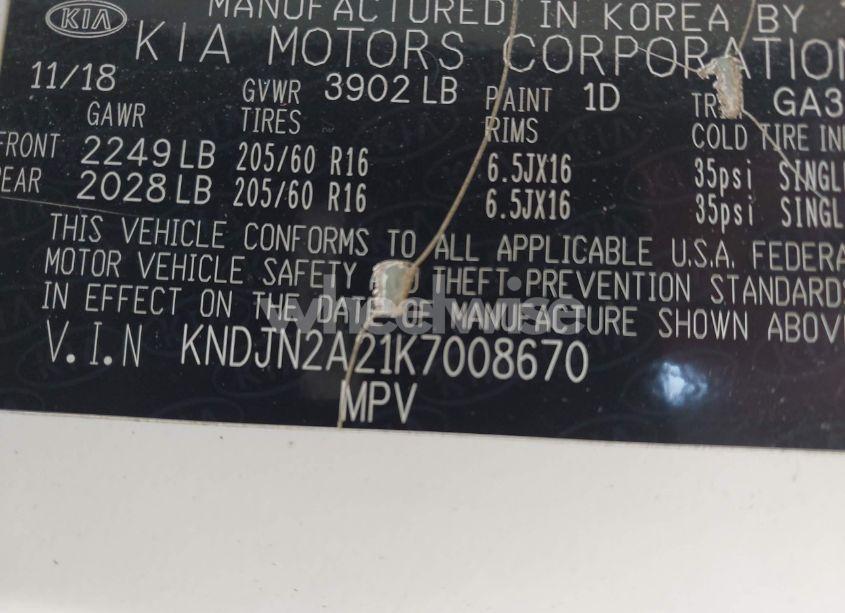 MANUFACTURED IN KOREA BY
KIA
KIA MOTORS CORPORATION
11/18 GVWR 3902 LB PAINT 1D GA3
GAWR TIRES RIMS COLD TIRE
FRONT 2249 LB 205/60 R16 6.5JX16 35psi SINGL
REAR 2028 LB 205/60 R16 6.5JX16 35psi SINGL
THIS VEHICLE CONFORMS TO ALL APPLICABLE U.S.A. FEDERA
MOTOR VEHICLE SAFETY THEFT PREVENTION STANDARDS
IN EFFECT ON THE DATE OF MANUFACTURE SHOWN ABOV
wheelwise
V.I.N KNDJN2A21K7008670
MPV